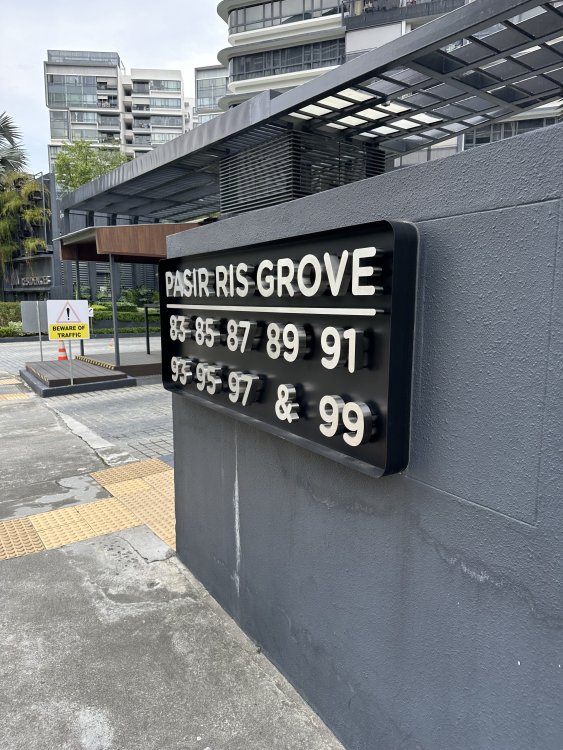 PASIR RIS GROVE
83 85 87 89 91
93 95 97 & 99
!
BEWARE OF
TRAFFIC